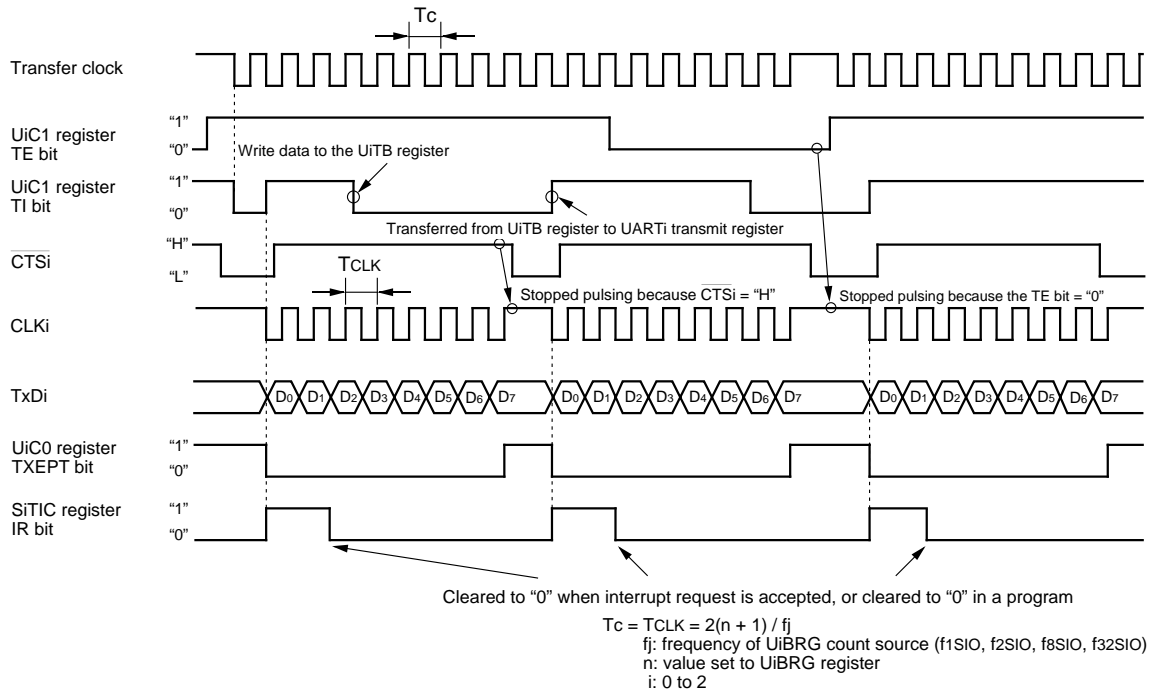 Tc
Transfer clock
UiC1 register
TE bit
“1”
“0”
Write data to the UiTB register
UiC1 register
TI bit
“1”
“0”
Transferred from UiTB register to UARTi transmit register
CTSi
“H”
“L”
TCLK
Stopped pulsing because CTSi = “H”
Stopped pulsing because the TE bit = “0”
CLKi
TxDi
D0 D1 D2 D3 D4 D5 D6 D7 D0 D1 D2 D3 D4 D5 D6 D7 D0 D1 D2 D3 D4 D5 D6 D7
UiC0 register
TXEPT bit
“1”
“0”
SiTIC register
IR bit
“1”
“0”
Cleared to “0” when interrupt request is accepted, or cleared to “0” in a program
Tc = TCLK = 2(n + 1) / fj
fj: frequency of UiBRG count source (f1SIO, f2SIO, f8SIO, f32SIO)
n: value set to UiBRG register
i: 0 to 2